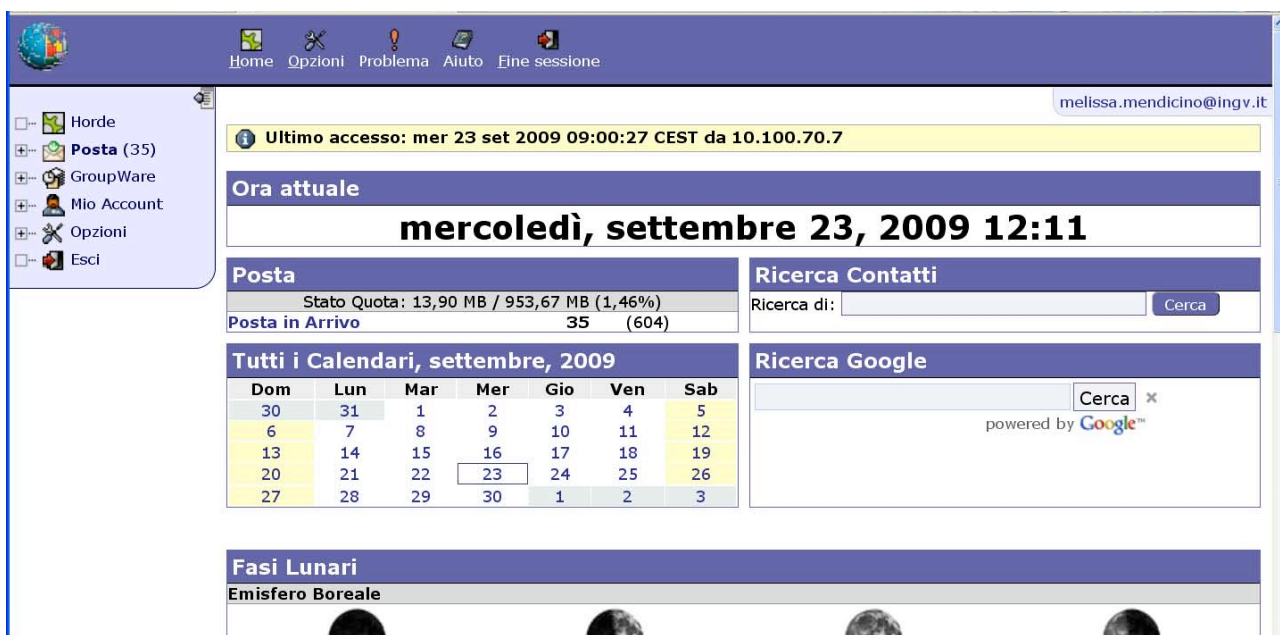 Home Opzioni Problema Aiuto Fine sessione
melissa.mendicino@ingv.it
Horde
Posta (35)
GroupWare
Mio Account
Opzioni
Esci
Ultimo accesso: mer 23 set 2009 09:00:27 CEST da 10.100.70.7
Ora attuale
mercoledì, settembre 23, 2009 12:11
Posta
Stato Quota: 13,90 MB / 953,67 MB (1,46%)
Posta in Arrivo 35 (604)
Ricerca Contatti
Ricerca di: Cerca
Tutti i Calendari, settembre, 2009
Dom Lun Mar Mer Gio Ven Sab
30 31 1 2 3 4 5
6 7 8 9 10 11 12
13 14 15 16 17 18 19
20 21 22 23 24 25 26
27 28 29 30 1 2 3
Ricerca Google
Cerca ×
powered by Google™
Fasi Lunari
Emisfero Boreale